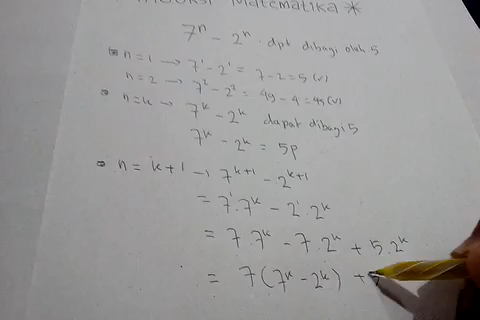 Matematika *
7ⁿ - 2ⁿ dpt dibagi oleh 5
n = 1 → 7¹ - 2¹ = 7 - 2 = 5 (v)
n = 2 → 7² - 2² = 49 - 4 = 45 (v)
n = k → 7ᵏ - 2ᵏ dapat dibagi 5
7ᵏ - 2ᵏ = 5p
n = k + 1 → 7ᵏ⁺¹ - 2ᵏ⁺¹
= 7¹ . 7ᵏ - 2¹ . 2ᵏ
= 7 . 7ᵏ - 7 . 2ᵏ + 5 . 2ᵏ
= 7 (7ᵏ - 2ᵏ) +